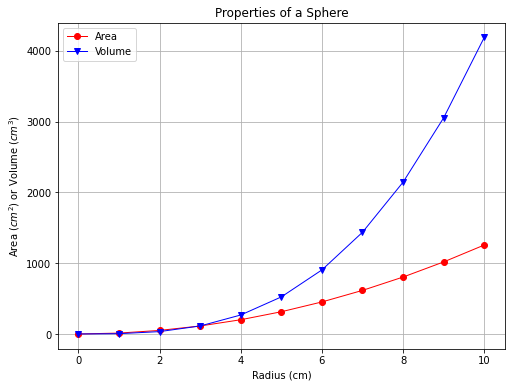 Properties of a Sphere
Area
Volume
4000
3000
2000
1000
0
Area (cm²) or Volume (cm³)
0 2 4 6 8 10
Radius (cm)